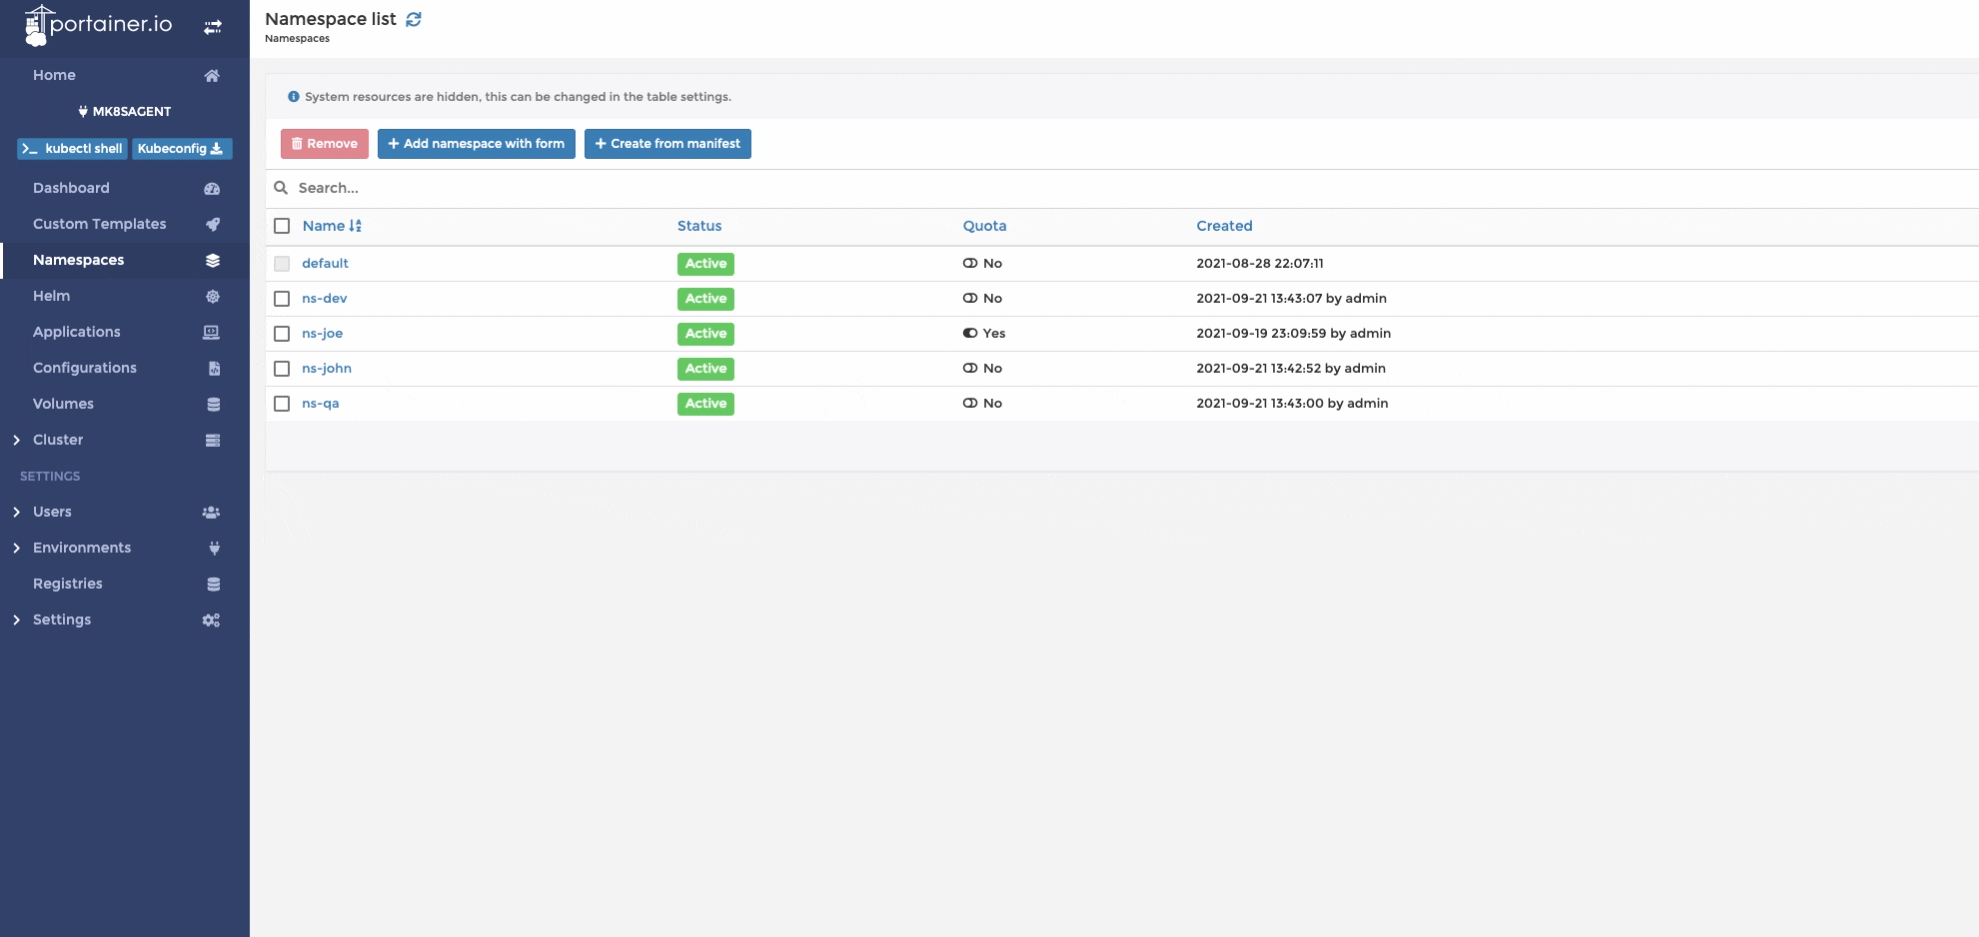 portainer.io
Home
MK8SAGENT
kubectl shell Kubeconfig
Dashboard
Custom Templates
Namespaces
Helm
Applications
Configurations
Volumes
Cluster
SETTINGS
Users
Environments
Registries
Settings
Namespace list
Namespaces
System resources are hidden, this can be changed in the table settings.
Remove + Add namespace with form + Create from manifest
Search...
Name Status Quota Created
default Active No 2021-08-28 22:07:11
ns-dev Active No 2021-09-21 13:43:07 by admin
ns-joe Active Yes 2021-09-19 23:09:59 by admin
ns-john Active No 2021-09-21 13:42:52 by admin
ns-qa Active No 2021-09-21 13:43:00 by admin